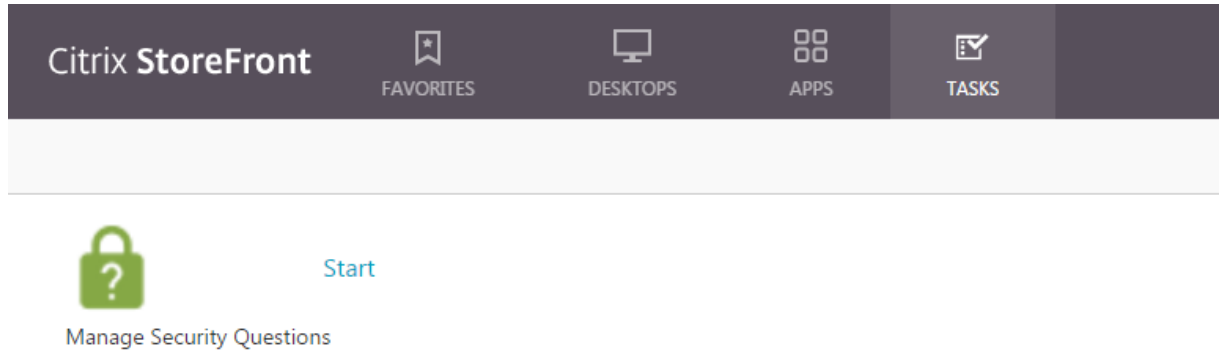 Citrix StoreFront
FAVORITES
DESKTOPS
APPS
TASKS
?
Start
Manage Security Questions